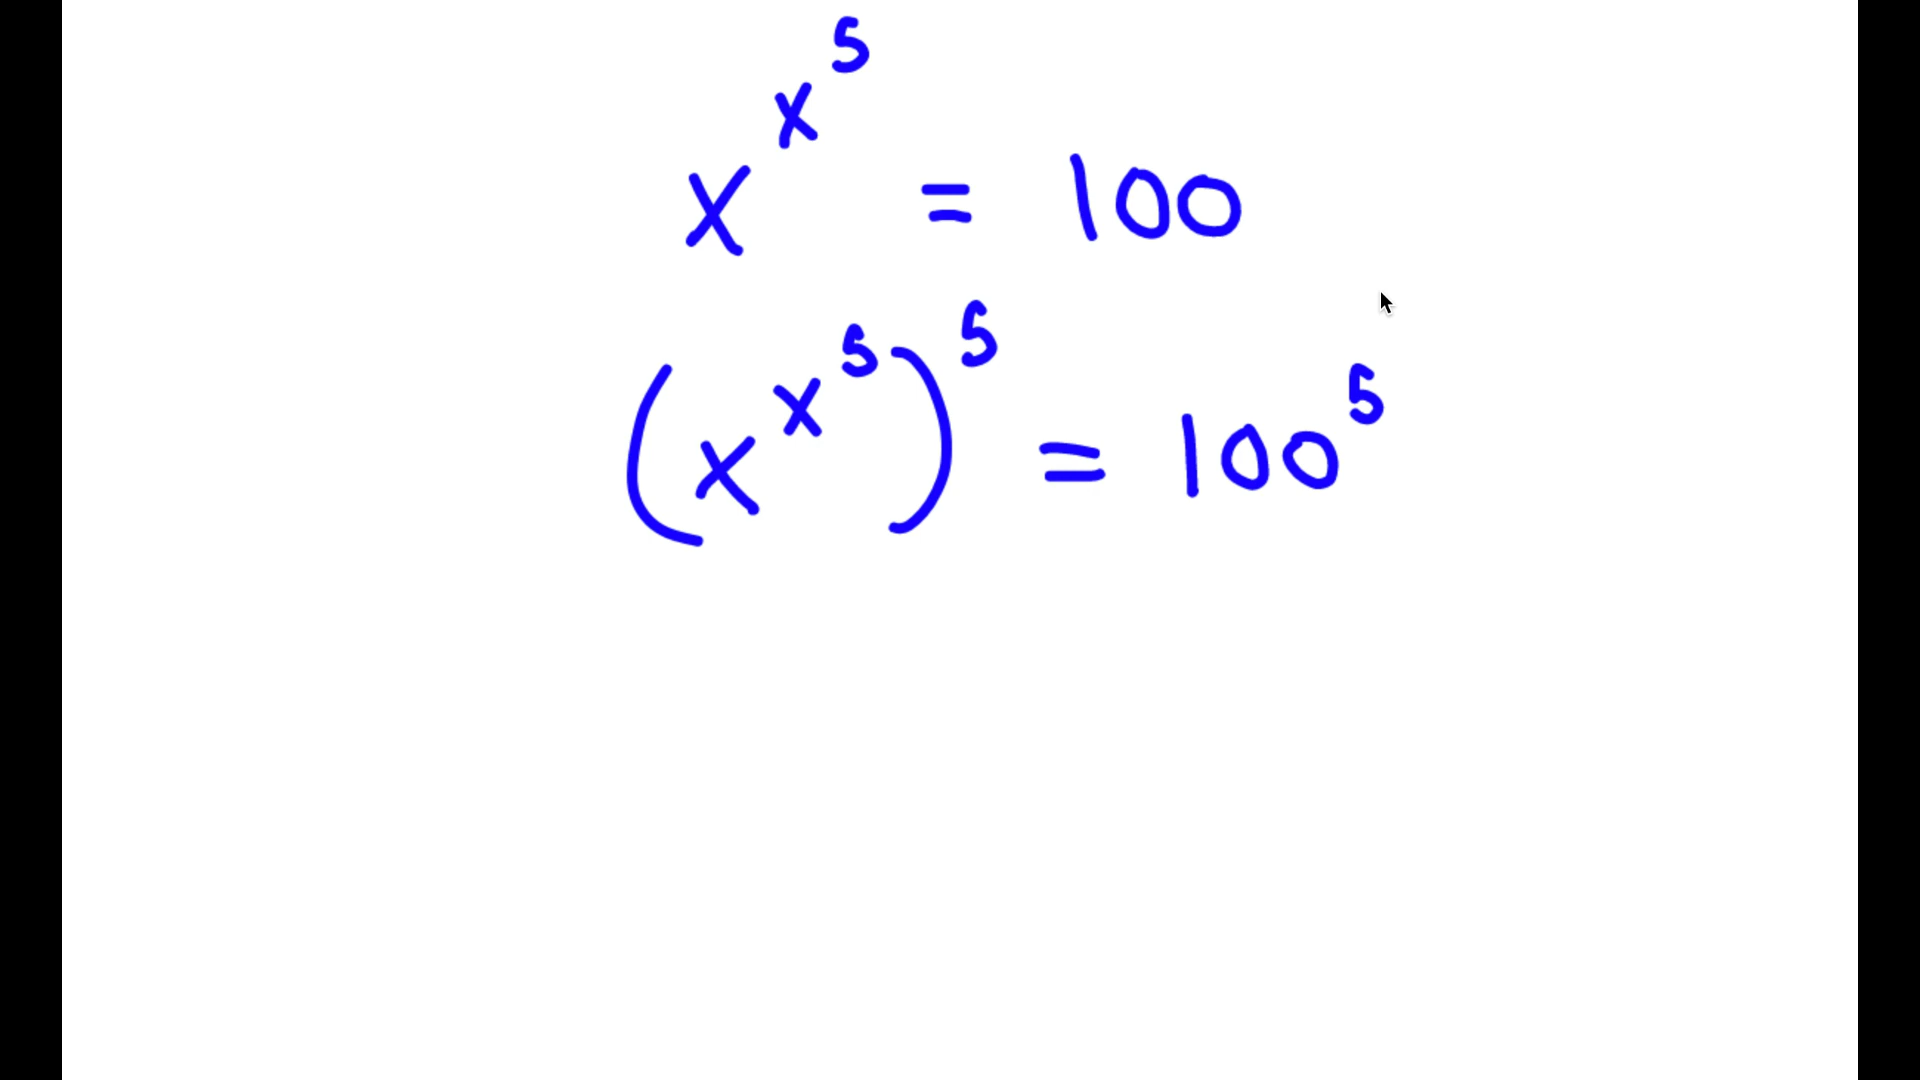 x^{x^5} = 100
(x^{x^5})^5 = 100^5